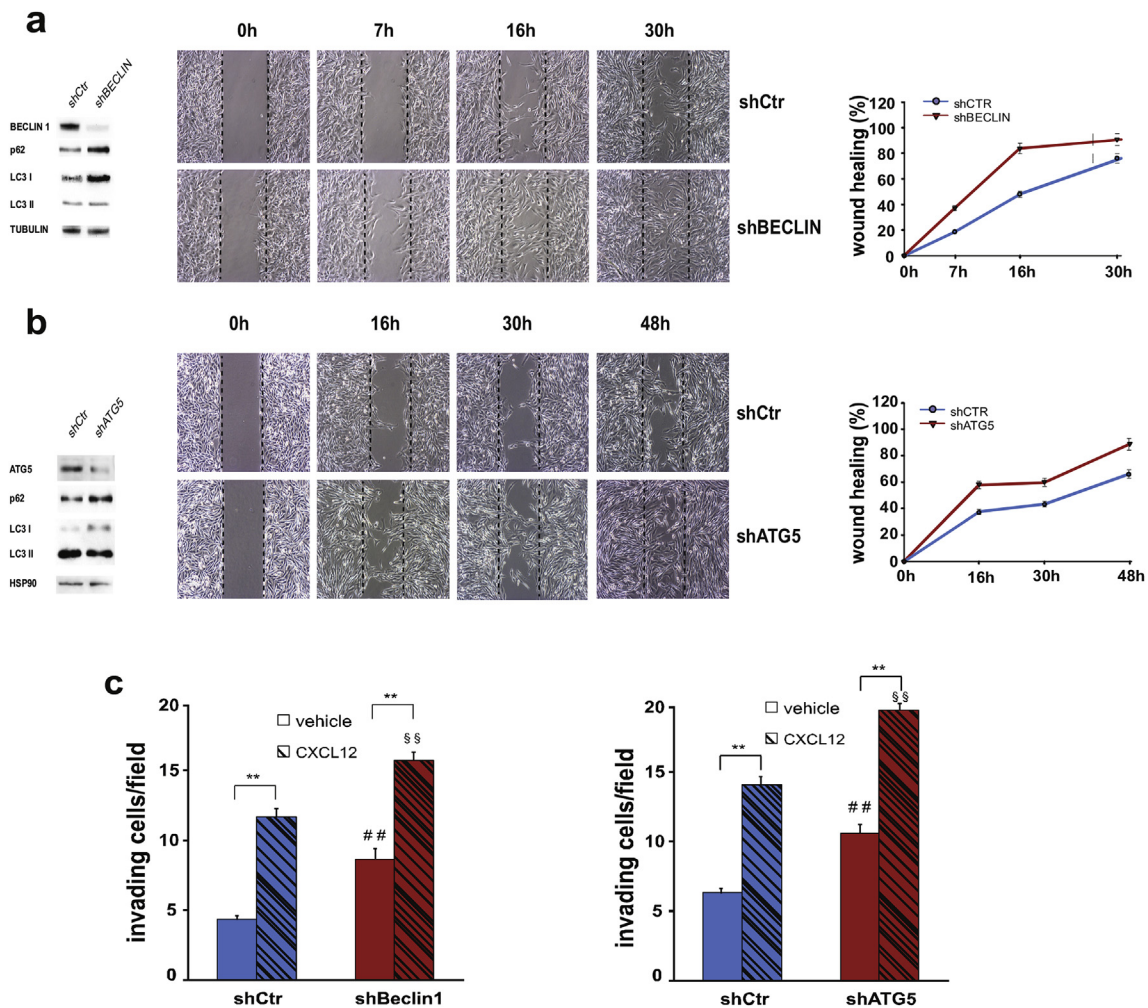 a
0h 7h 16h 30h
shCtr shBECLIN
BECLIN 1
p62
LC3 I
LC3 II
TUBULIN
shCtr
shBECLIN
shCTR
shBECLIN
wound healing (%)
120
100
80
60
40
20
0
0h 7h 16h 30h
b
0h 16h 30h 48h
shCtr shATG5
ATG5
p62
LC3 I
LC3 II
HSP90
shCtr
shATG5
shCTR
shATG5
wound healing (%)
120
100
80
60
40
20
0
0h 16h 30h 48h
c
invading cells/field
20
15
10
5
0
vehicle
CXCL12
**
**
##
§§
shCtr shBeclin1
invading cells/field
20
15
10
5
0
vehicle
CXCL12
**
**
##
§§
shCtr shATG5